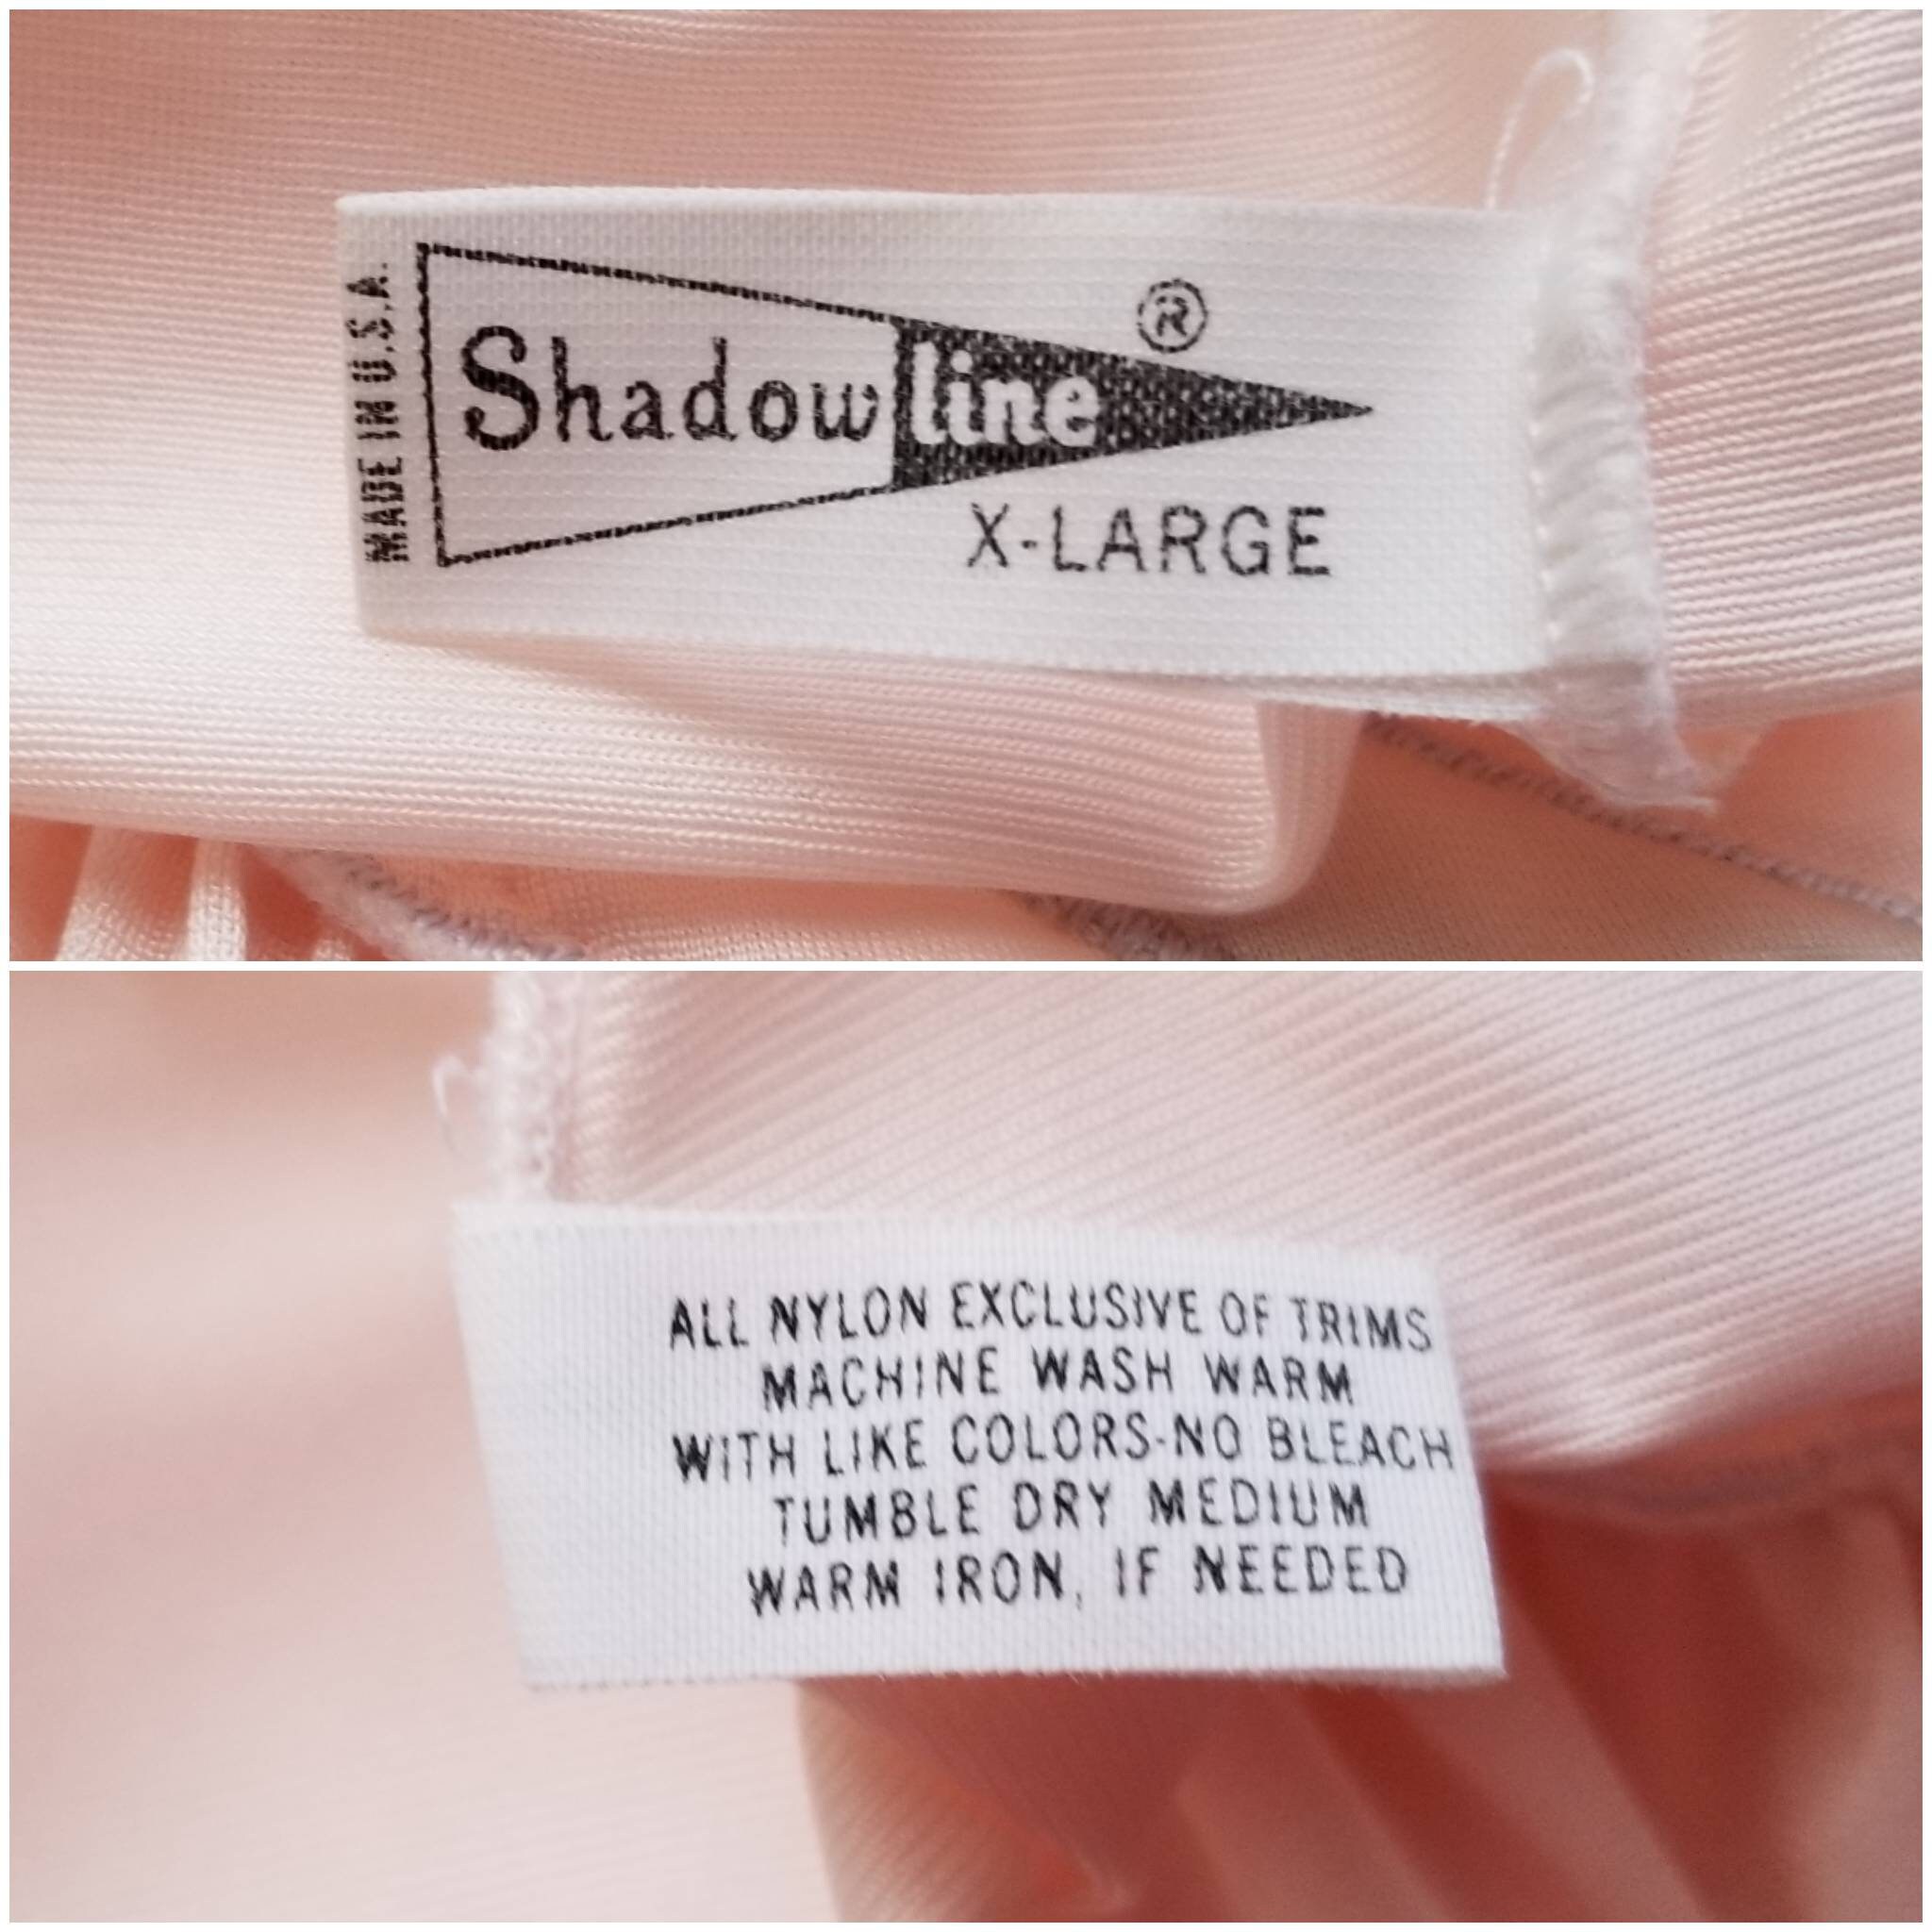 MADE IN U.S.A.
Shadowline®
X-LARGE
ALL NYLON EXCLUSIVE OF TRIMS
MACHINE WASH WARM
WITH LIKE COLORS-NO BLEACH
TUMBLE DRY MEDIUM
WARM IRON, IF NEEDED